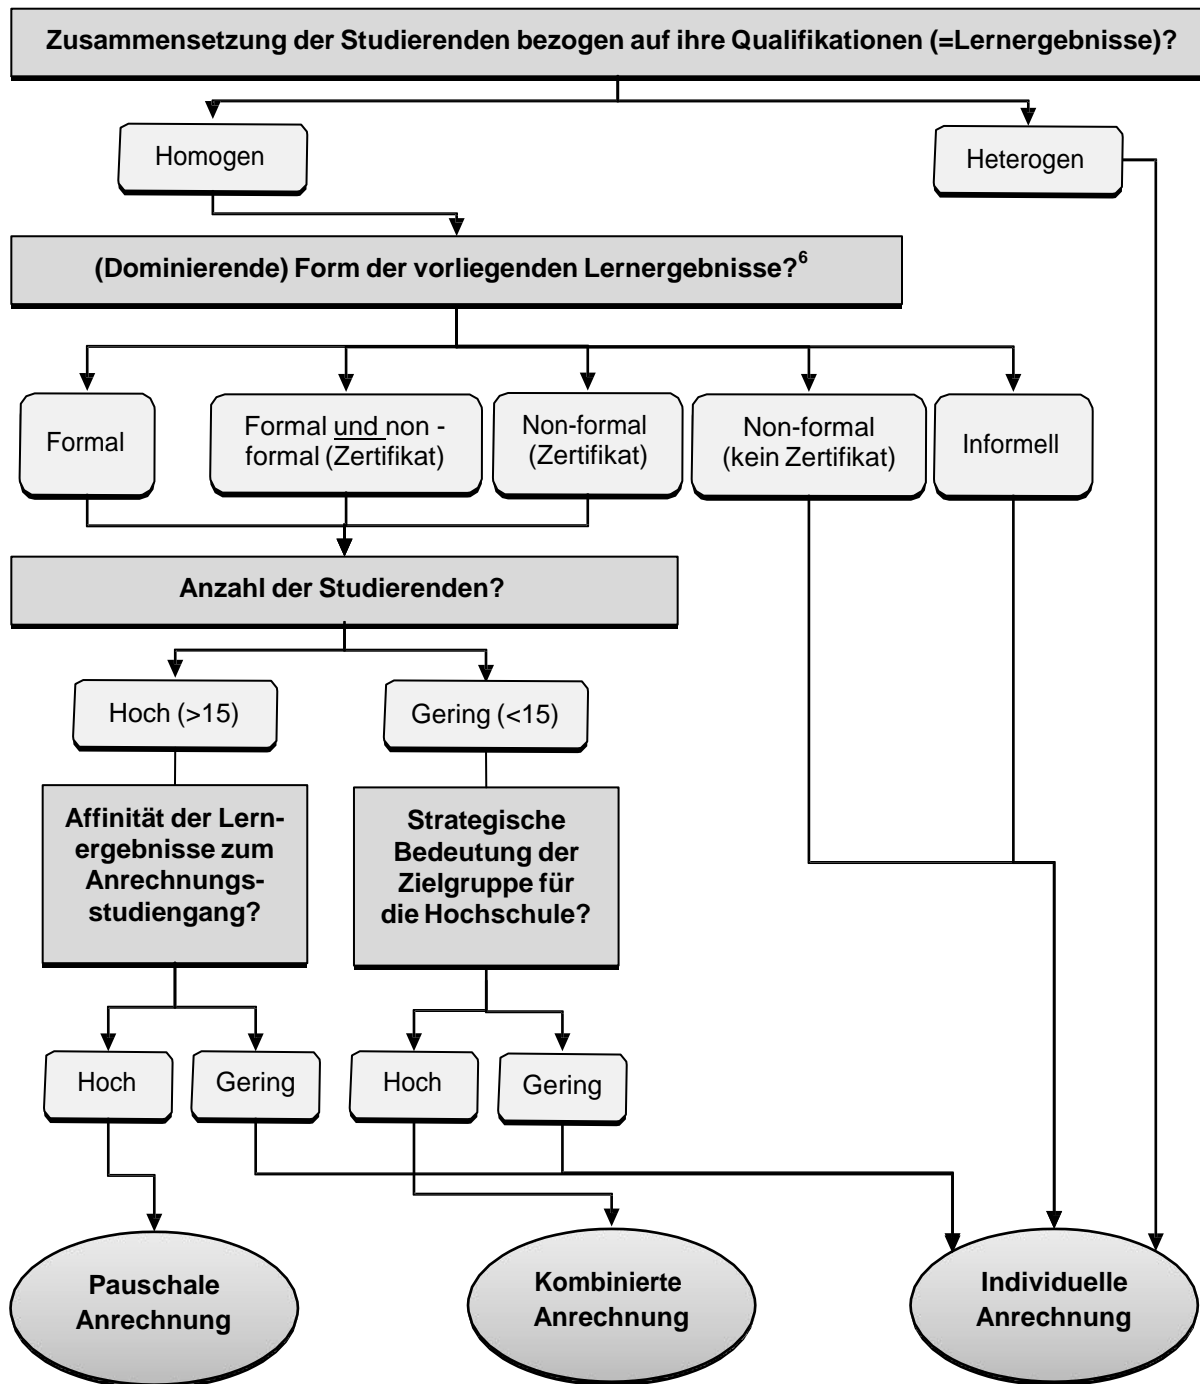 Zusammensetzung der Studierenden bezogen auf ihre Qualifikationen (=Lernergebnisse)?
Homogen
Heterogen
(Dominierende) Form der vorliegenden Lernergebnisse?6
Formal
Formal und non -
formal (Zertifikat)
Non-formal
(Zertifikat)
Non-formal
(kein Zertifikat)
Informell
Anzahl der Studierenden?
Hoch (>15)
Gering (<15)
Affinität der Lern-
ergebnisse zum
Anrechnungs-
studiengang?
Strategische
Bedeutung der
Zielgruppe für
die Hochschule?
Hoch
Gering
Hoch
Gering
Pauschale
Anrechnung
Kombinierte
Anrechnung
Individuelle
Anrechnung